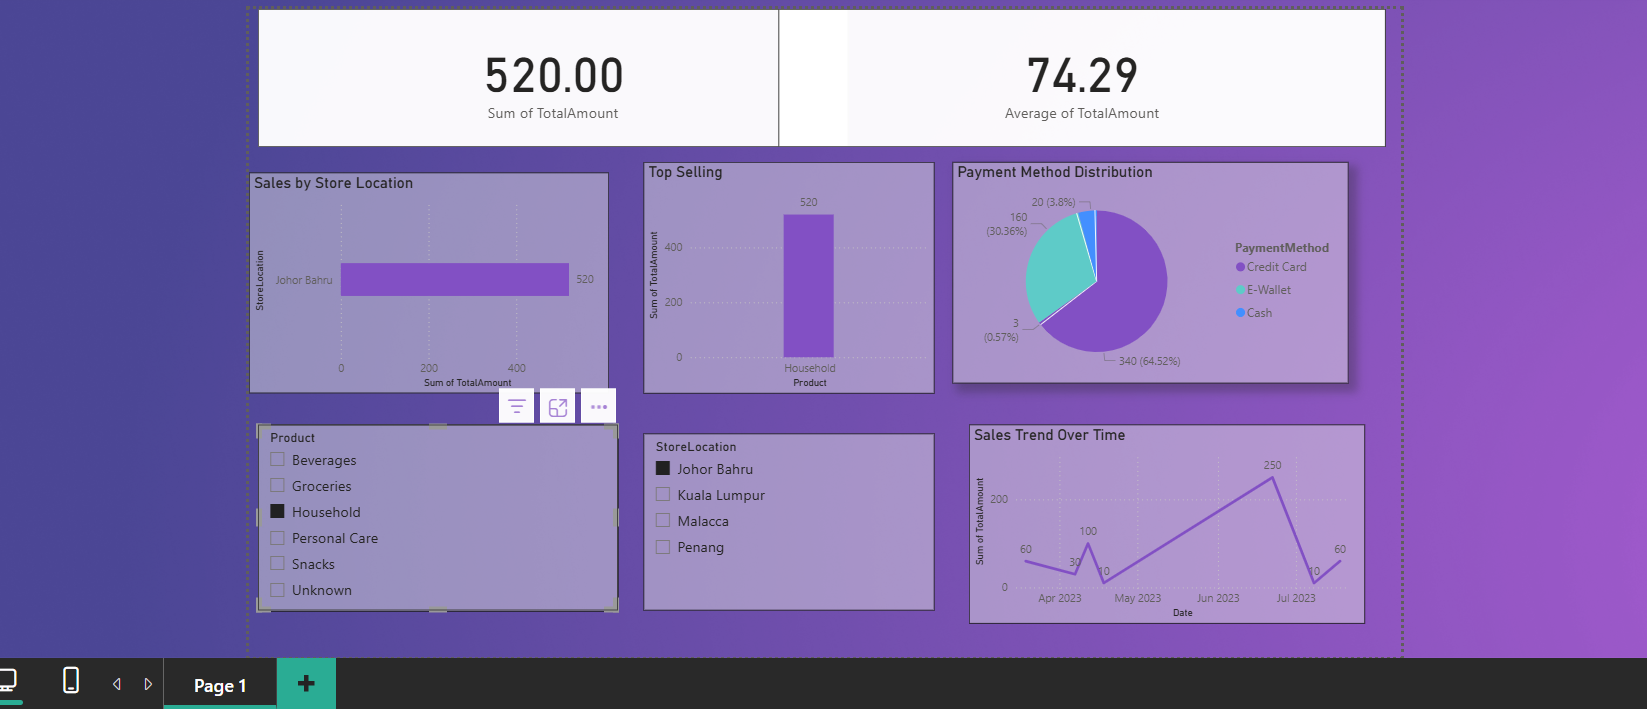 520.00
Sum of TotalAmount
74.29
Average of TotalAmount
Sales by Store Location
StoreLocation
Johor Bahru
520
0
200
400
Sum of TotalAmount
Top Selling
520
Sum of TotalAmount
400
200
0
Household
Product
Payment Method Distribution
20 (3.8%)
160
(30.36%)
3
(0.57%)
340 (64.52%)
PaymentMethod
Credit Card
E-Wallet
Cash
Product
Beverages
Groceries
Household
Personal Care
Snacks
Unknown
StoreLocation
Johor Bahru
Kuala Lumpur
Malacca
Penang
Sales Trend Over Time
Sum of TotalAmount
200
0
60
30
100
10
250
10
60
Apr 2023
May 2023
Jun 2023
Jul 2023
Date
Page 1